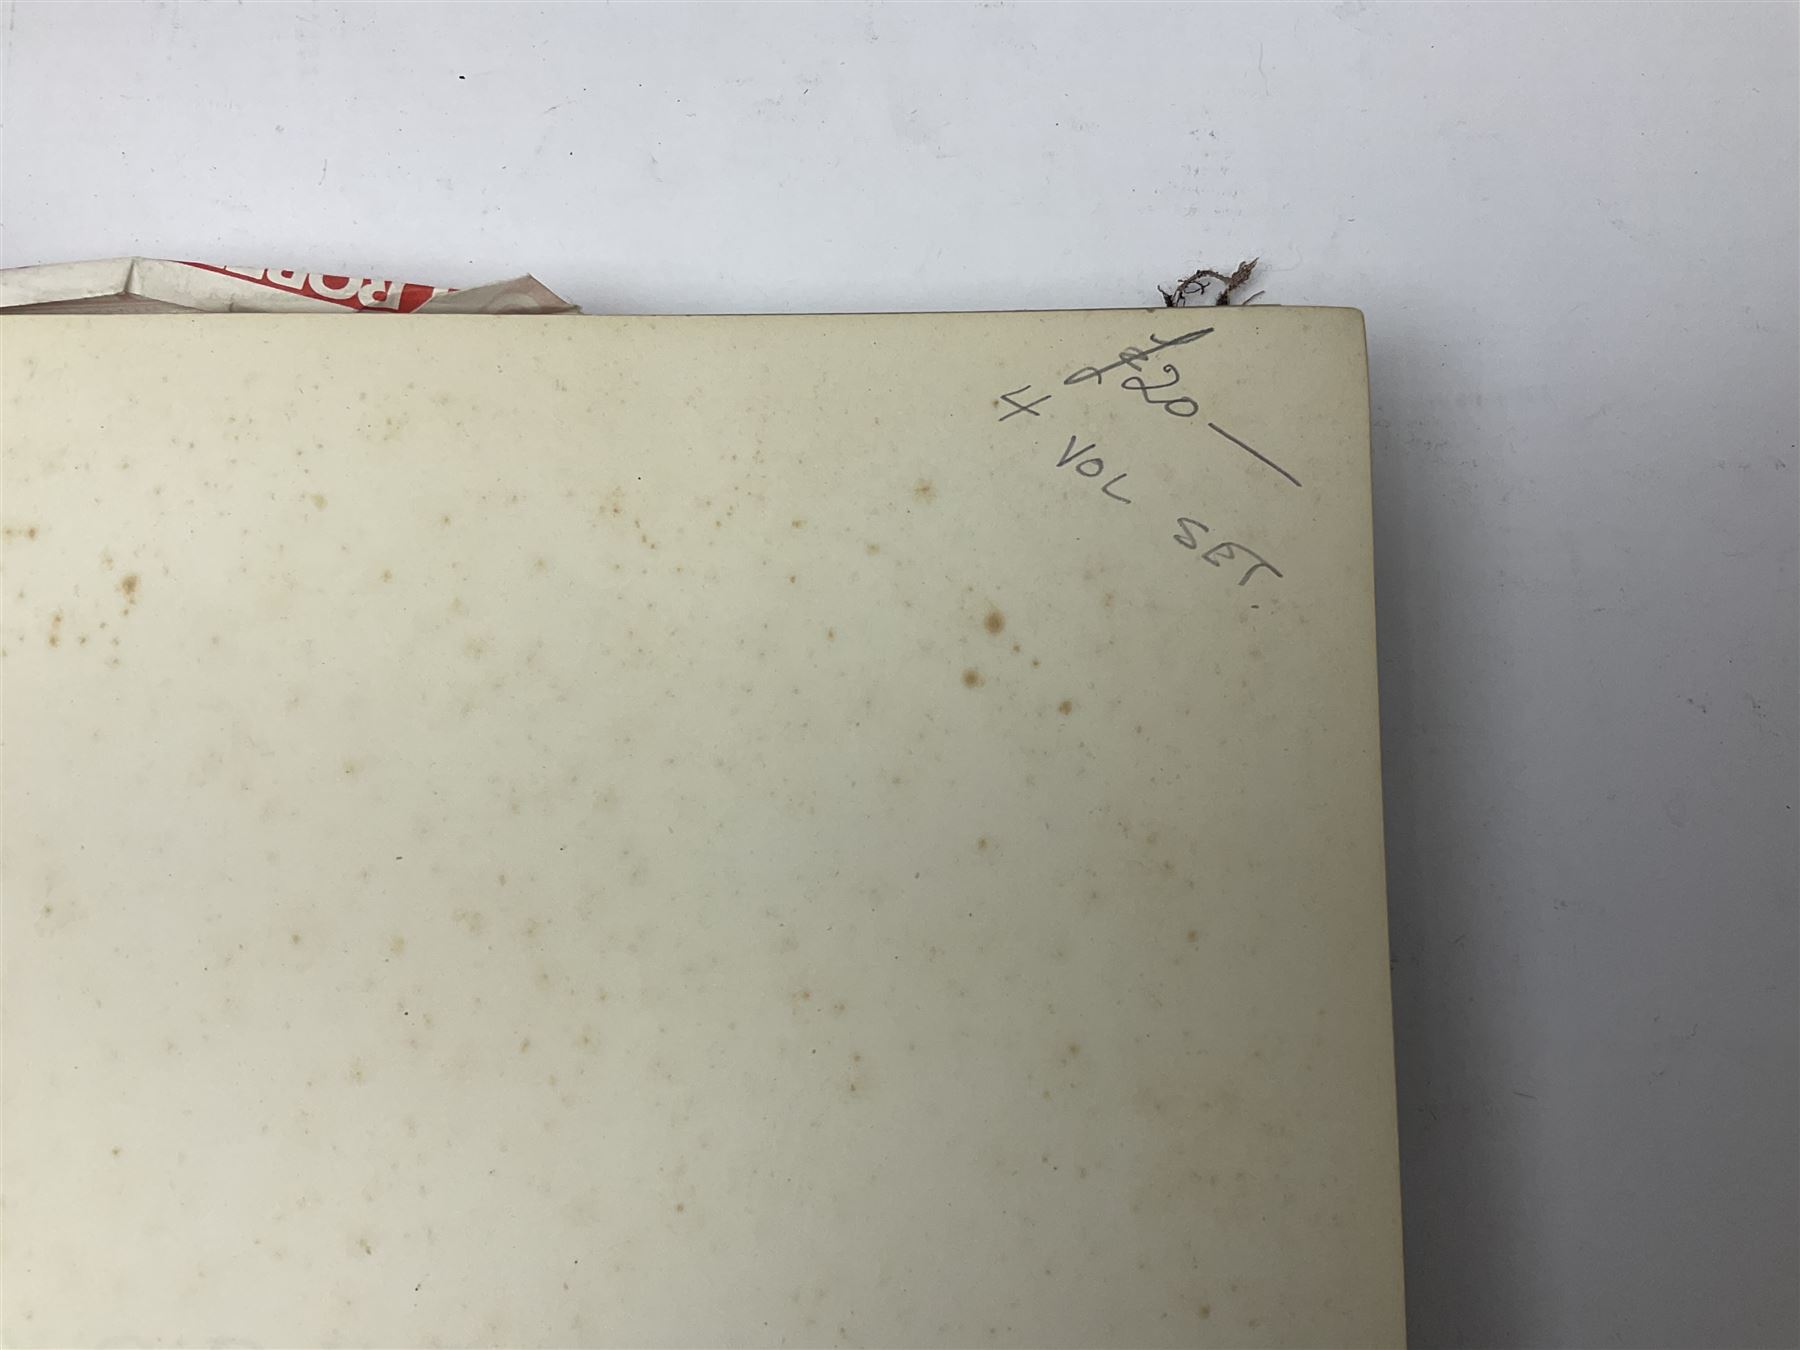 £20 —
4 VOL SET.